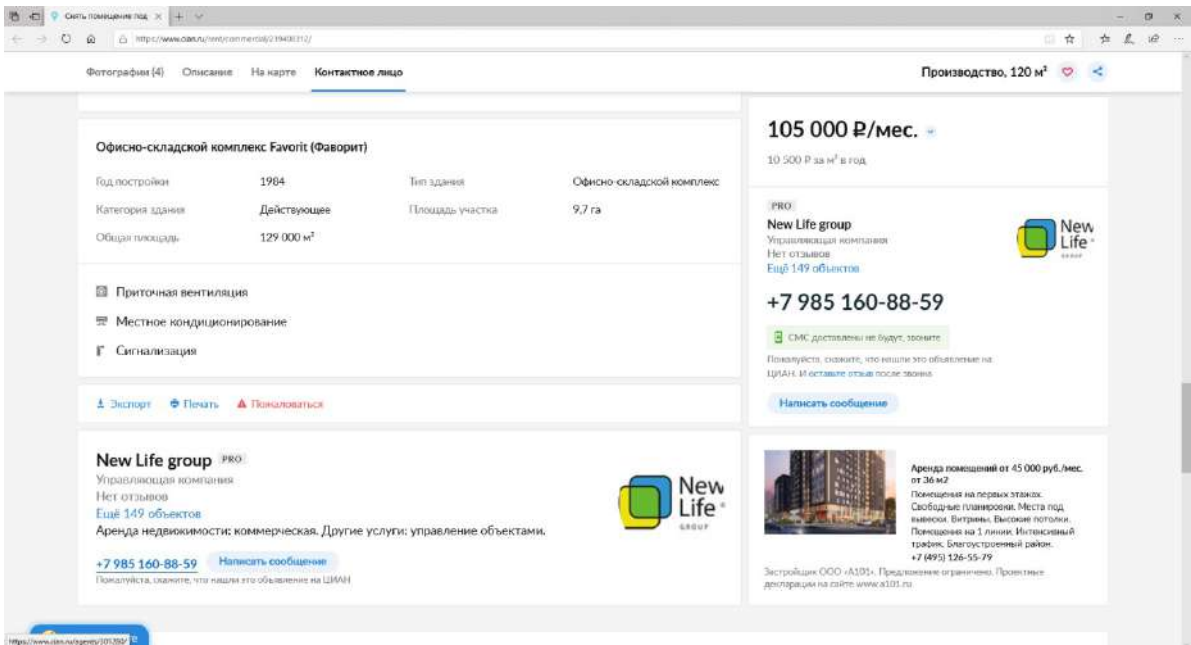 Снять помещение под
https://www.cian.ru/rent/commercial/239408312/
Фотографии (4) Описание На карте Контактное лицо
Производство, 120 м²
Офисно-складской комплекс Favorit (Фаворит)
Год постройки 1984 Тип здания Офисно-складской комплекс
Категория здания Действующее Площадь участка 9,7 га
Общая площадь 129 000 м²
Приточная вентиляция
Местное кондиционирование
Сигнализация
Экспорт Печать Пожаловаться
New Life group PRO
Управляющая компания
Нет отзывов
Ещё 149 объектов
Аренда недвижимости: коммерческая. Другие услуги: управление объектами.
+7 985 160-88-59 Написать сообщение
Пожалуйста, скажите, что нашли это объявление на ЦИАН
New
Life
GROUP
105 000 ₽/мес.
10 500 ₽ за м² в год
PRO
New Life group
Управляющая компания
Нет отзывов
Ещё 149 объектов
New
Life
GROUP
+7 985 160-88-59
СМС доставлены не будут, звоните
Пожалуйста, скажите, что нашли это объявление на
ЦИАН. И оставьте отзыв после звонка
Написать сообщение
Аренда помещений от 45 000 руб./мес.
от 36 м2
Помещения на первых этажах.
Свободные планировки. Места под
вывески. Витрины. Высокие потолки.
Помещения на 1 линии. Интенсивный
трафик. Благоустроенный район.
+7 (495) 126-55-79
Застройщик ООО «А101». Предложение ограничено. Проектные
декларации на сайте www.a101.ru